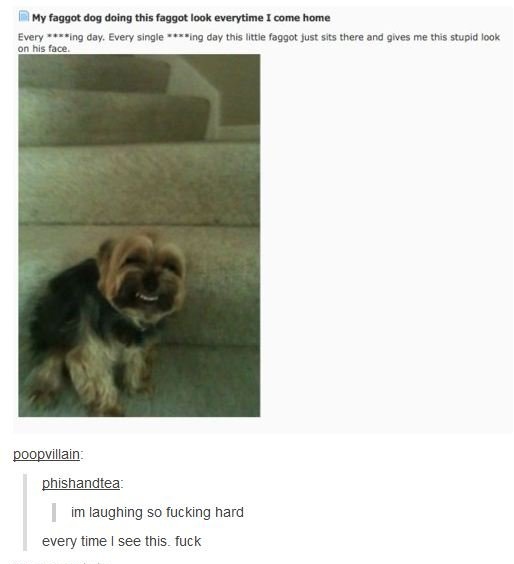 My faggot dog doing this faggot look everytime I come home
Every ****ing day. Every single ****ing day this little faggot just sits there and gives me this stupid look
on his face.
poopvillain:
phishandtea:
im laughing so fucking hard
every time I see this. fuck